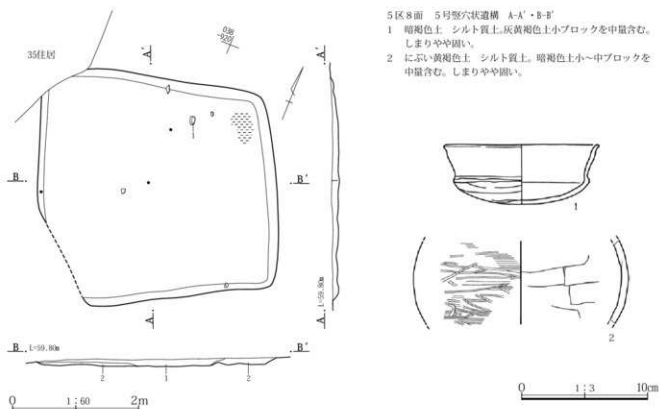 5区8面　5号竪穴状遺構　A-A'・B-B'
1　暗褐色土　シルト質土。灰黄褐色土小ブロックを中量含む。
しまりやや固い。
2　にぶい黄褐色土　シルト質土。暗褐色土小～中ブロックを
中量含む。しまりやや固い。
35住居
A'
038
-920
A'
1
B
B'
A
A
L=59.80m
B
L=59.80m
B'
2
1
2
0
1:60
2m
1
2
0
1:3
10cm